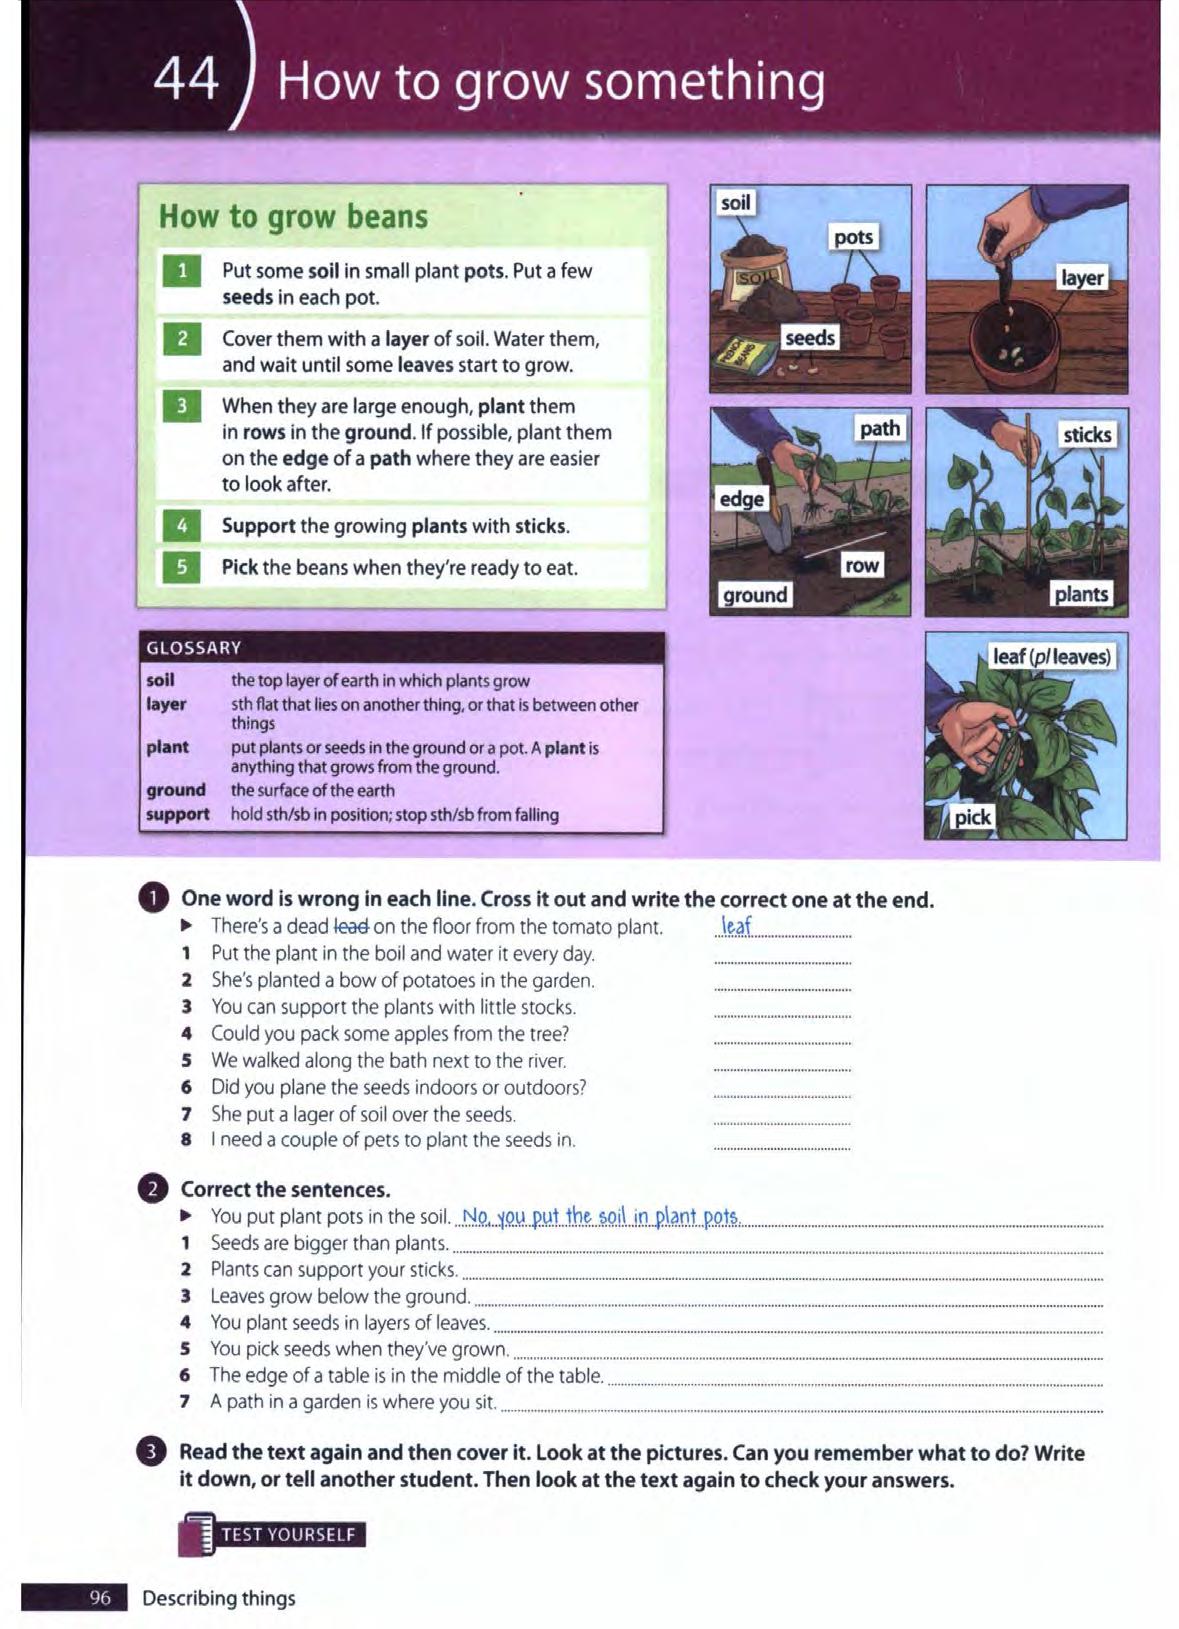 44 How to grow something
How to grow beans
1 Put some soil in small plant pots. Put a few
seeds in each pot.
2 Cover them with a layer of soil. Water them,
and wait until some leaves start to grow.
3 When they are large enough, plant them
in rows in the ground. If possible, plant them
on the edge of a path where they are easier
to look after.
4 Support the growing plants with sticks.
5 Pick the beans when they're ready to eat.
soil
pots
SOIL
seeds
layer
path
edge
row
ground
sticks
plants
leaf (pl leaves)
pick
GLOSSARY
soil the top layer of earth in which plants grow
layer sth flat that lies on another thing, or that is between other
things
plant put plants or seeds in the ground or a pot. A plant is
anything that grows from the ground.
ground the surface of the earth
support hold sth/sb in position; stop sth/sb from falling
1 One word is wrong in each line. Cross it out and write the correct one at the end.
► There's a dead lead on the floor from the tomato plant. leaf
1 Put the plant in the boil and water it every day.
2 She's planted a bow of potatoes in the garden.
3 You can support the plants with little stocks.
4 Could you pack some apples from the tree?
5 We walked along the bath next to the river.
6 Did you plane the seeds indoors or outdoors?
7 She put a lager of soil over the seeds.
8 I need a couple of pets to plant the seeds in.
2 Correct the sentences.
► You put plant pots in the soil. No, you put the soil in plant pots.
1 Seeds are bigger than plants.
2 Plants can support your sticks.
3 Leaves grow below the ground.
4 You plant seeds in layers of leaves.
5 You pick seeds when they've grown.
6 The edge of a table is in the middle of the table.
7 A path in a garden is where you sit.
3 Read the text again and then cover it. Look at the pictures. Can you remember what to do? Write
it down, or tell another student. Then look at the text again to check your answers.
TEST YOURSELF
96 Describing things